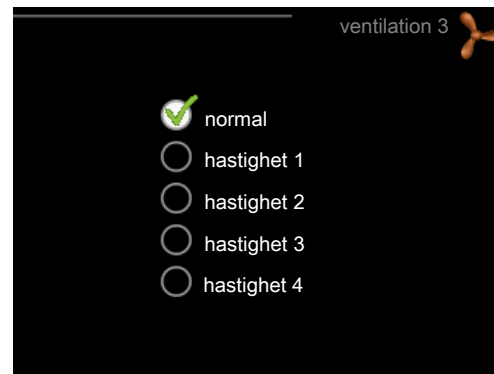 ventilation 3
normal
hastighet 1
hastighet 2
hastighet 3
hastighet 4